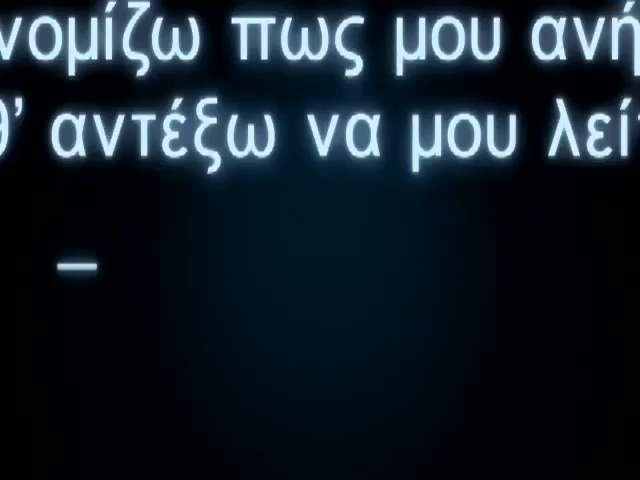 νομίζω πως μου ανή
θ’ αντέξω να μου λεί